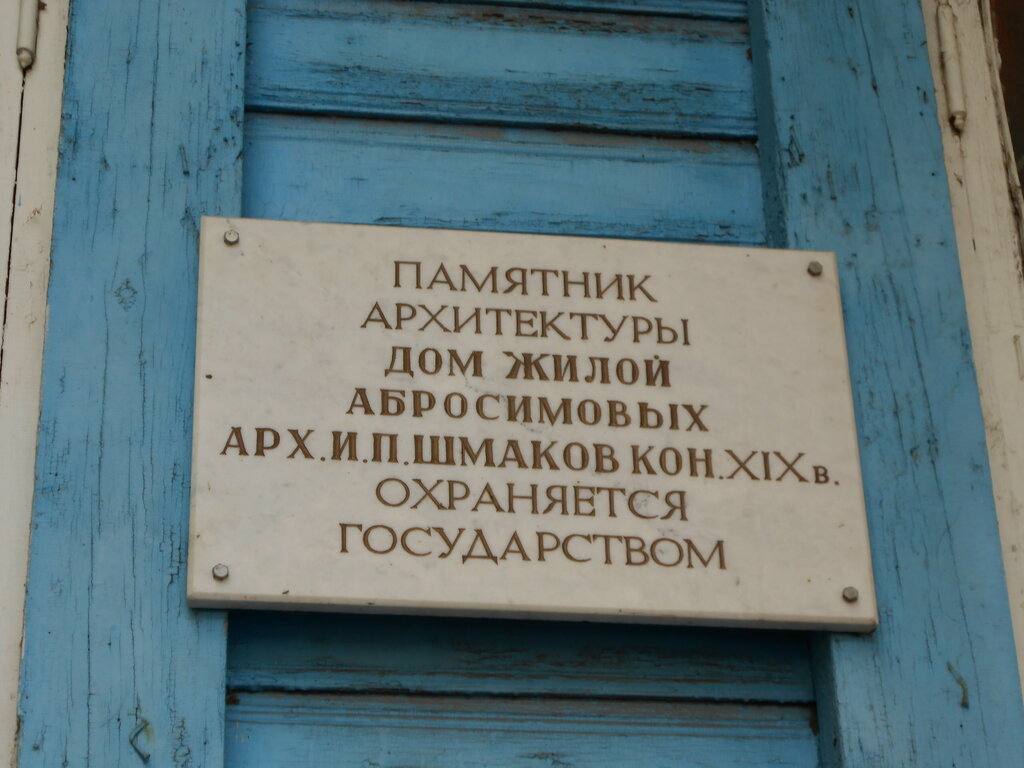 ПАМЯТНИК
АРХИТЕКТУРЫ
ДОМ ЖИЛОЙ
АБРОСИМОВЫХ
АРХ.И.П.ШМАКОВ КОН.XIXв.
ОХРАНЯЕТСЯ
ГОСУДАРСТВОМ